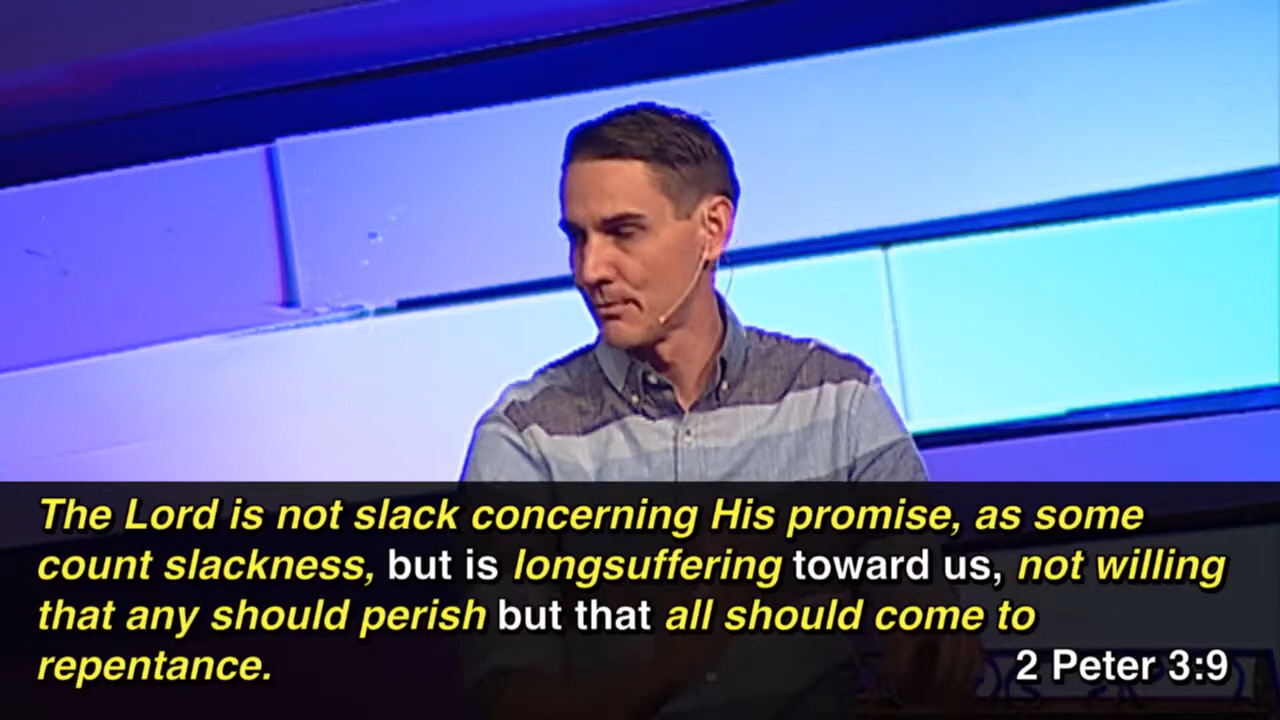 The Lord is not slack concerning His promise, as some
count slackness, but is longsuffering toward us, not willing
that any should perish but that all should come to
repentance.
2 Peter 3:9